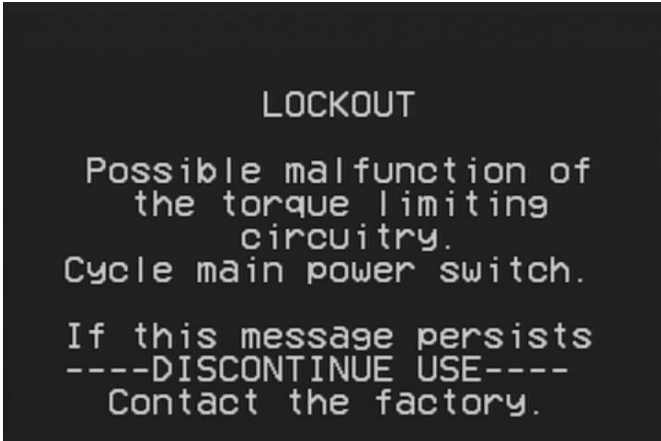 LOCKOUT
Possible malfunction of
the torque limiting
circuitry.
Cycle main power switch.
If this message persists
----DISCONTINUE USE----
Contact the factory.